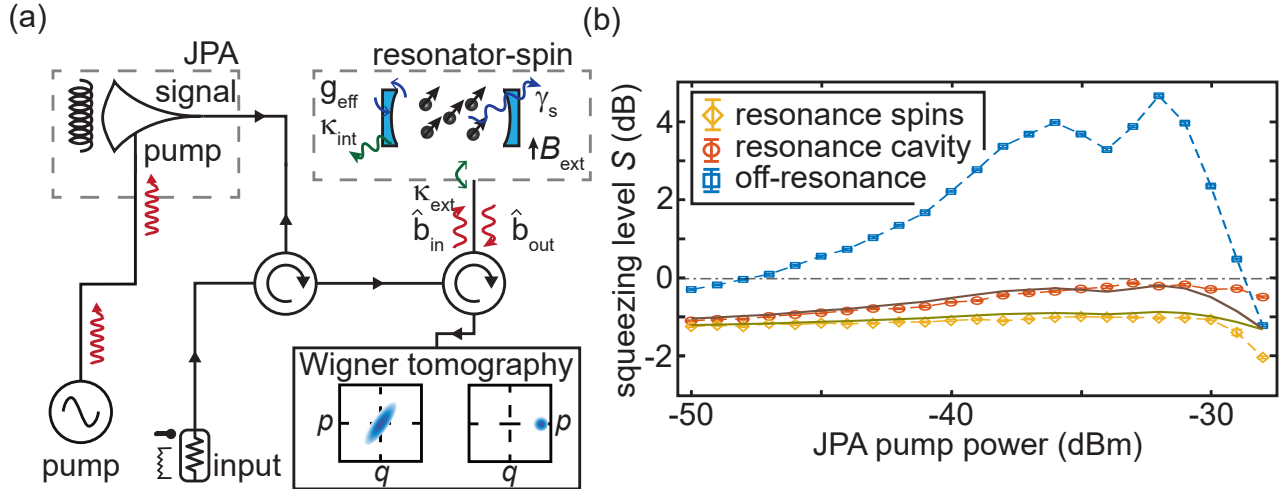 (a)
JPA
signal
pump
resonator-spin
g_eff
κ_int
γ_s
B_ext
κ_ext
b̂_in
b̂_out
pump
input
Wigner tomography
p
q
p
q
(b)
squeezing level S (dB)
4
2
0
-2
resonance spins
resonance cavity
off-resonance
-50
-40
-30
JPA pump power (dBm)